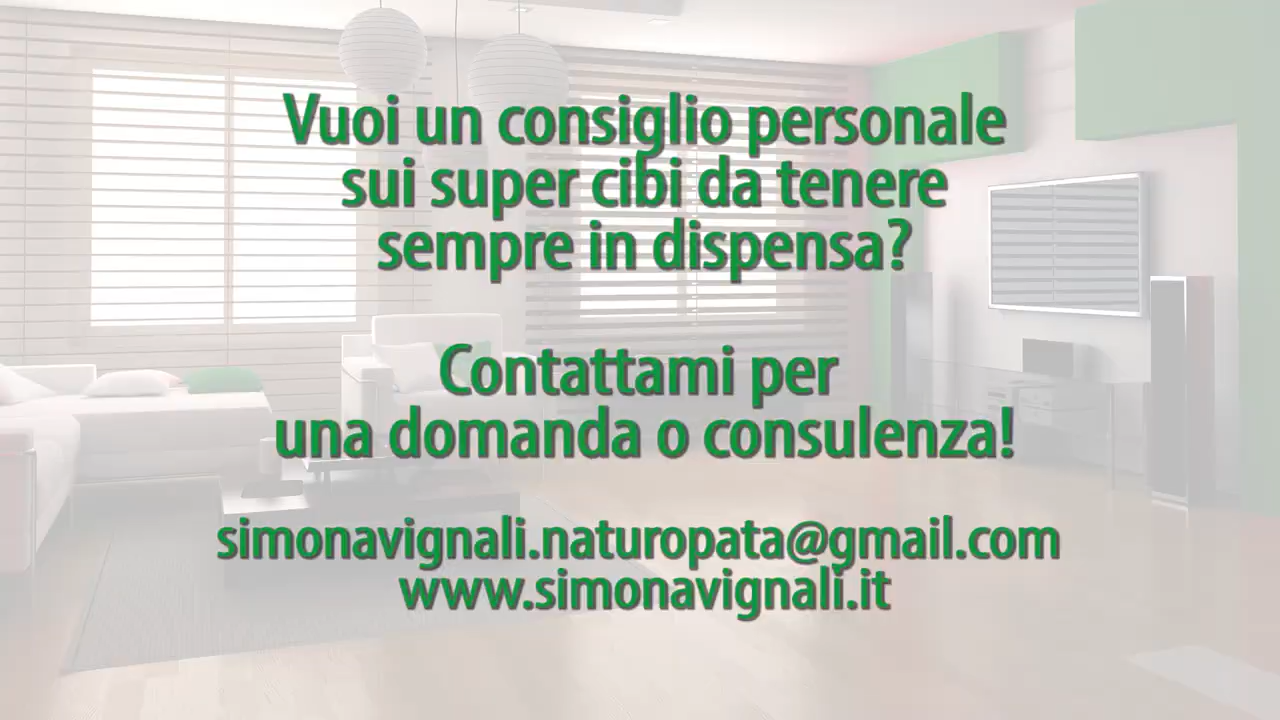 Vuoi un consiglio personale
sui super cibi da tenere
sempre in dispensa?
Contattami per
una domanda o consulenza!
simonavignali.naturopata@gmail.com
www.simonavignali.it